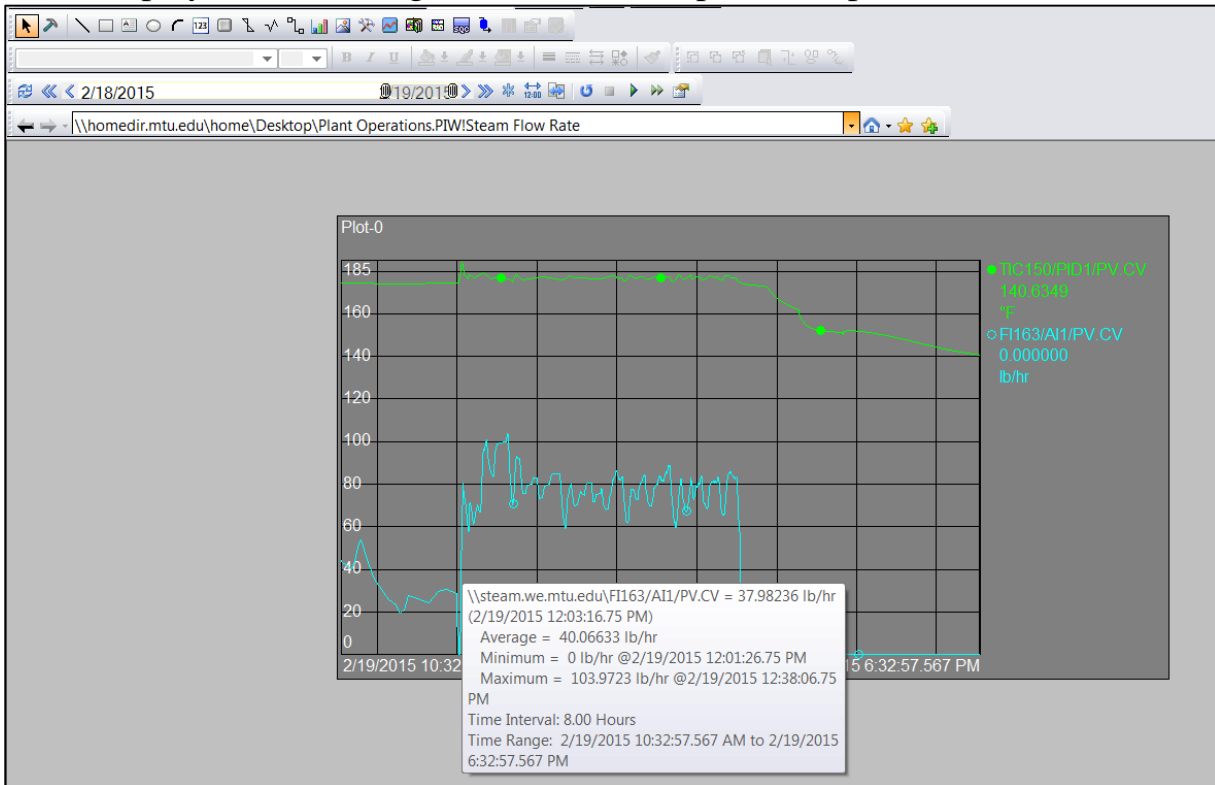 123
12:00
B I U
2/18/2015 19/2015
\\homedir.mtu.edu\home\Desktop\Plant Operations.PIW!Steam Flow Rate
Plot-0
185
160
140
120
100
80
60
40
20
0
TIC150/PID1/PV.CV
140.6349
°F
FI163/AI1/PV.CV
0.000000
lb/hr
\\steam.we.mtu.edu\FI163/AI1/PV.CV = 37.98236 lb/hr
(2/19/2015 12:03:16.75 PM)
Average = 40.06633 lb/hr
Minimum = 0 lb/hr @2/19/2015 12:01:26.75 PM
Maximum = 103.9723 lb/hr @2/19/2015 12:38:06.75
PM
Time Interval: 8.00 Hours
Time Range: 2/19/2015 10:32:57.567 AM to 2/19/2015
6:32:57.567 PM
2/19/2015 10:32 15 6:32:57.567 PM